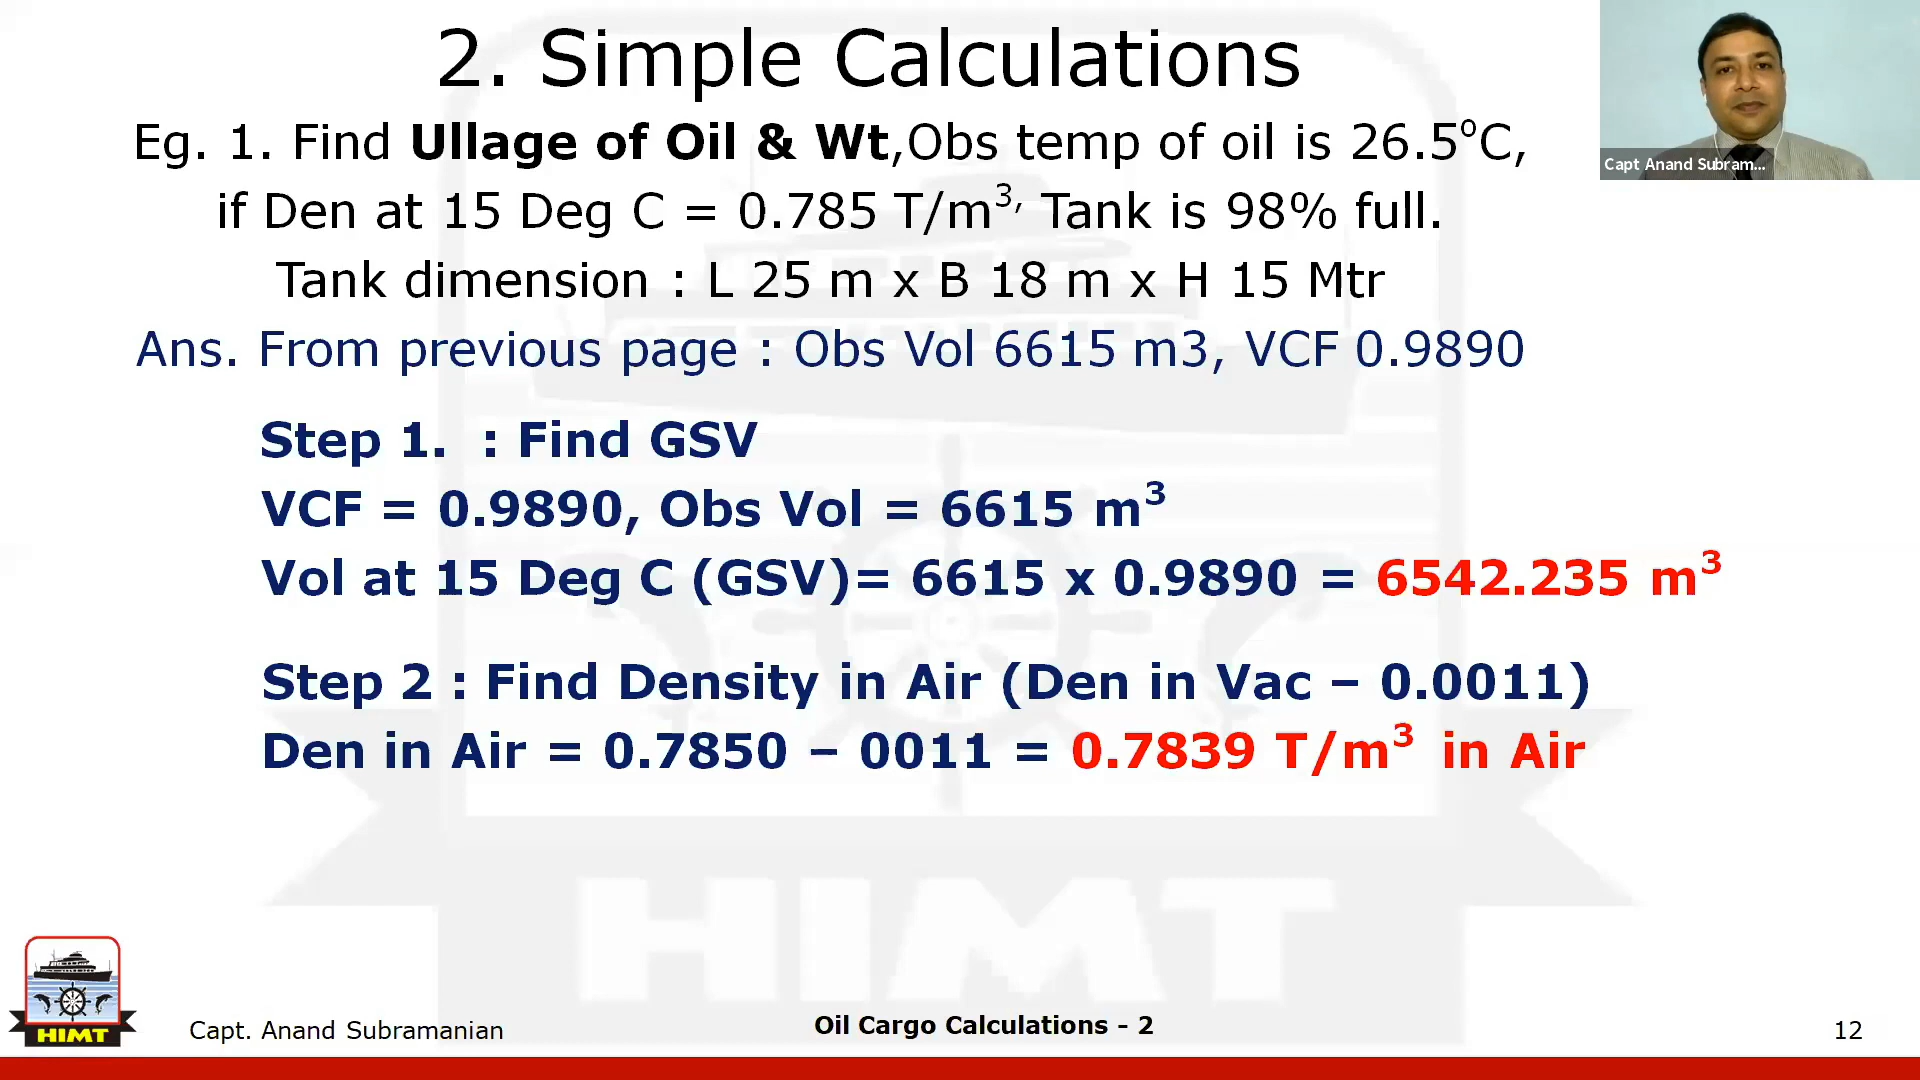 2. Simple Calculations
Eg. 1. Find Ullage of Oil & Wt,Obs temp of oil is 26.5°C,
if Den at 15 Deg C = 0.785 T/m³, Tank is 98% full.
Tank dimension : L 25 m x B 18 m x H 15 Mtr
Ans. From previous page : Obs Vol 6615 m3, VCF 0.9890
Step 1. : Find GSV
VCF = 0.9890, Obs Vol = 6615 m³
Vol at 15 Deg C (GSV)= 6615 x 0.9890 = 6542.235 m³
Step 2 : Find Density in Air (Den in Vac – 0.0011)
Den in Air = 0.7850 – 0011 = 0.7839 T/m³ in Air
Capt Anand Subram...
HIMT
HIMT
Capt. Anand Subramanian
Oil Cargo Calculations - 2
12